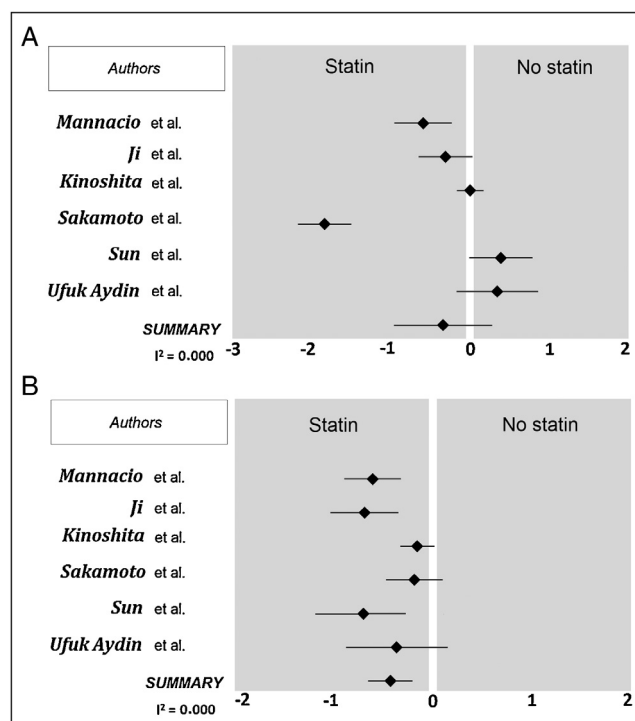 A
Authors
Statin
No statin
Mannacio et al.
Ji et al.
Kinoshita et al.
Sakamoto et al.
Sun et al.
Ufuk Aydin et al.
SUMMARY
I² = 0.000
-3 -2 -1 0 1 2
B
Authors
Statin
No statin
Mannacio et al.
Ji et al.
Kinoshita et al.
Sakamoto et al.
Sun et al.
Ufuk Aydin et al.
SUMMARY
I² = 0.000
-2 -1 0 1 2